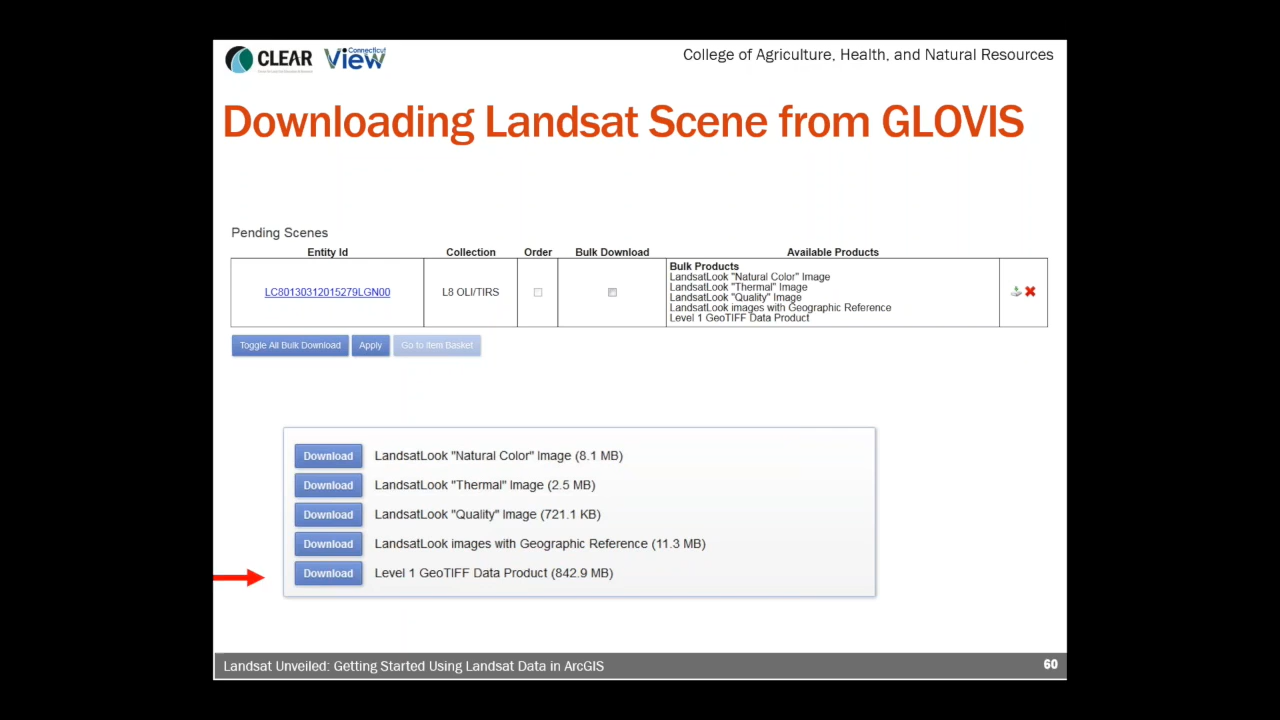 CLEAR
Connecticut
View
College of Agriculture, Health, and Natural Resources
Downloading Landsat Scene from GLOVIS
Pending Scenes
Entity Id Collection Order Bulk Download Available Products
Bulk Products
LandsatLook "Natural Color" Image
LandsatLook "Thermal" Image
LC80130312015279LGN00 L8 OLI/TIRS
LandsatLook "Quality" Image
LandsatLook images with Geographic Reference
Level 1 GeoTIFF Data Product
Toggle All Bulk Download Apply Go to Item Basket
Download LandsatLook "Natural Color" Image (8.1 MB)
Download LandsatLook "Thermal" Image (2.5 MB)
Download LandsatLook "Quality" Image (721.1 KB)
Download LandsatLook images with Geographic Reference (11.3 MB)
Download Level 1 GeoTIFF Data Product (842.9 MB)
Landsat Unveiled: Getting Started Using Landsat Data in ArcGIS 60